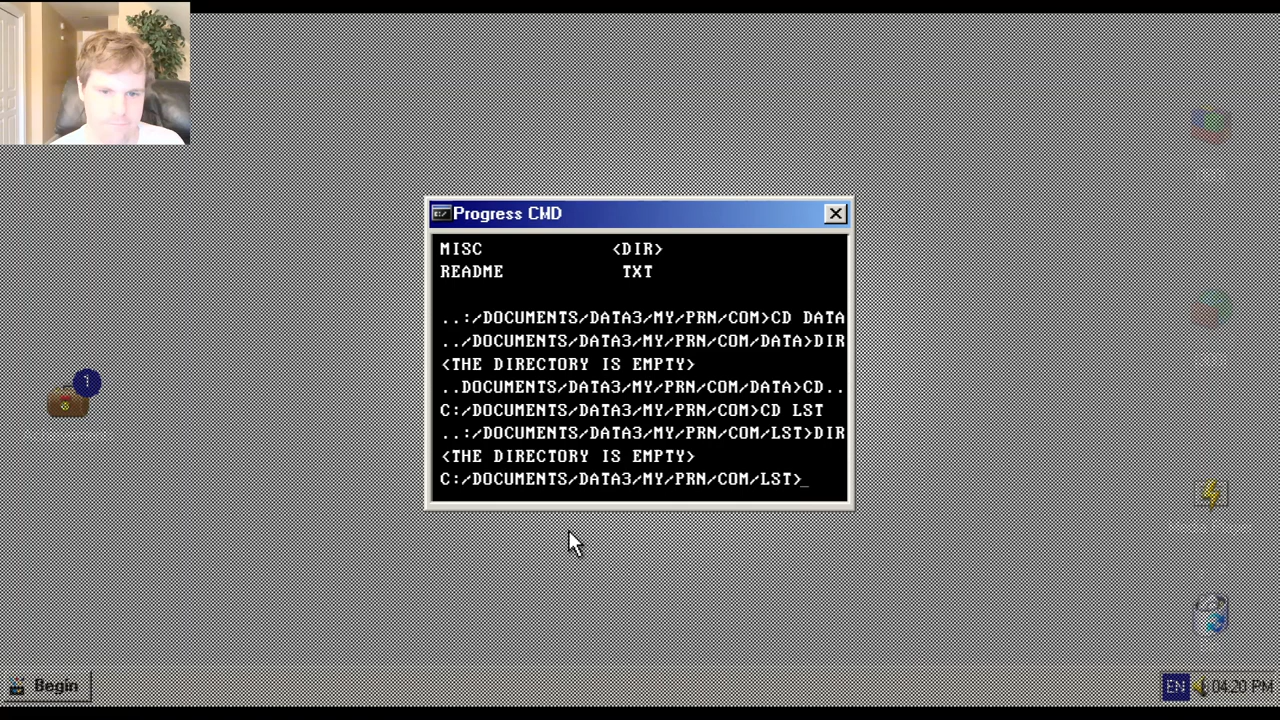 Progress CMD
MISC <DIR>
README TXT
..:/DOCUMENTS/DATA3/MY/PRN/COM>CD DATA
../DOCUMENTS/DATA3/MY/PRN/COM/DATA>DIR
<THE DIRECTORY IS EMPTY>
..DOCUMENTS/DATA3/MY/PRN/COM/DATA>CD..
C:/DOCUMENTS/DATA3/MY/PRN/COM>CD LST
..:/DOCUMENTS/DATA3/MY/PRN/COM/LST>DIR
<THE DIRECTORY IS EMPTY>
C:/DOCUMENTS/DATA3/MY/PRN/COM/LST>_
1
Begin
EN 04:20 PM